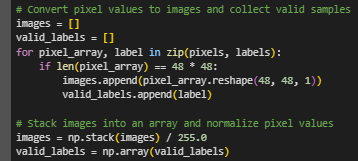 # Convert pixel values to images and collect valid samples
images = []
valid_labels = []
for pixel_array, label in zip(pixels, labels):
    if len(pixel_array) == 48 * 48:
        images.append(pixel_array.reshape(48, 48, 1))
        valid_labels.append(label)

# Stack images into an array and normalize pixel values
images = np.stack(images) / 255.0
valid_labels = np.array(valid_labels)